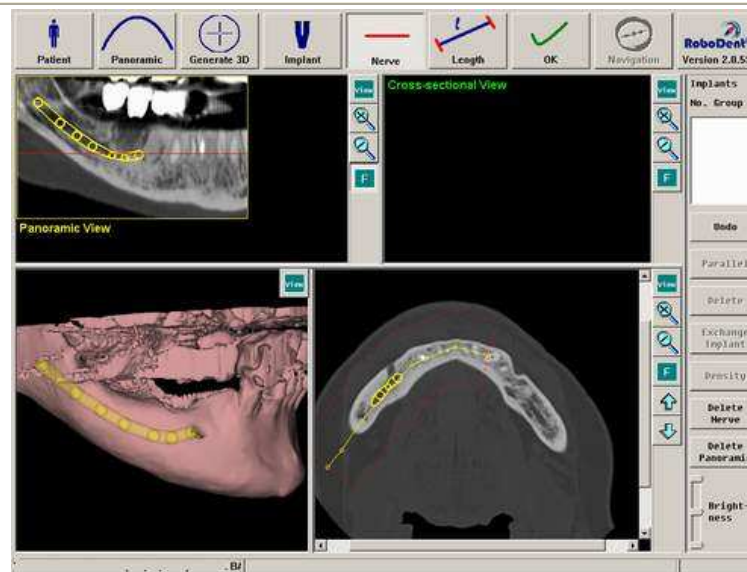 Patient
Panoramic
Generate 3D
Implant
Nerve
l
Length
OK
Navigation
RoboDent
Version 2.0.5
View
Cross-sectional View
View
Implants
No. Group
F
F
Panoramic View
Undo
Parallel
View
View
Delete
Exchange
Implant
F
Density
Delete
Nerve
Delete
Panorami
Bright-
ness